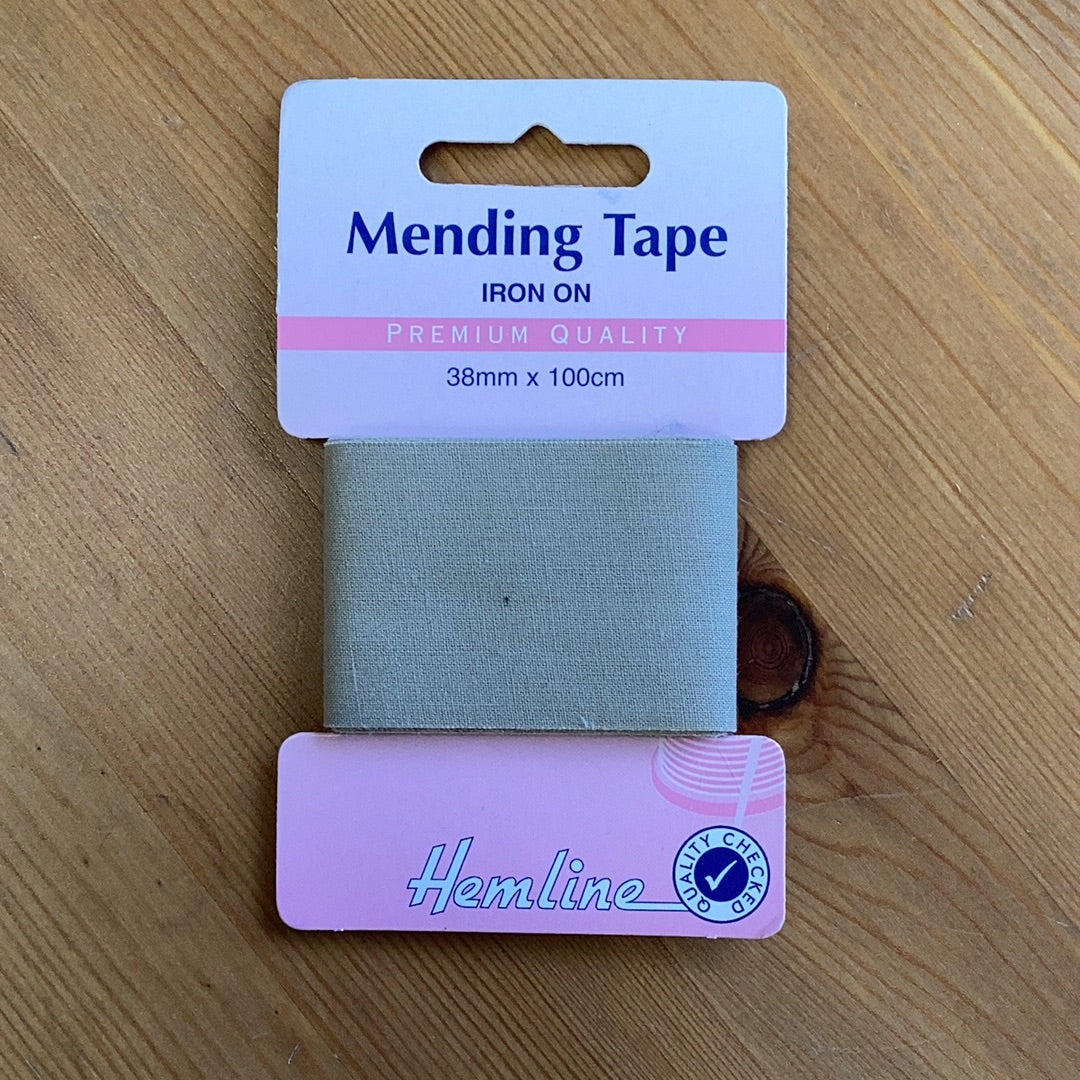 Mending Tape
IRON ON
PREMIUM QUALITY
38mm x 100cm
Hemline
QUALITY CHECKED